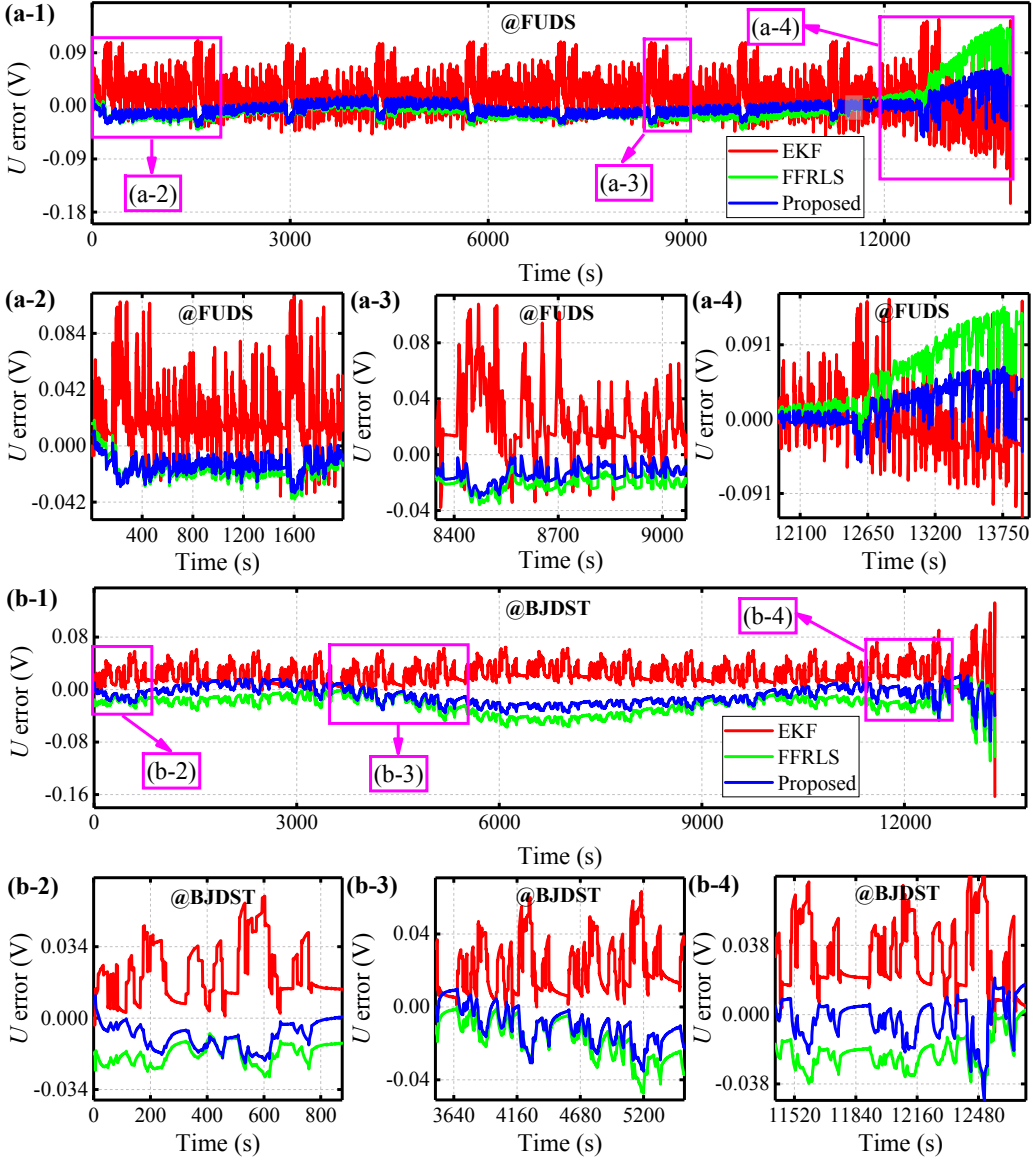 (a-1)
@FUDS
(a-4)
0.09
0.00
-0.09
-0.18
U error (V)
(a-2)
(a-3)
EKF
FFRLS
Proposed
0
3000
6000
9000
12000
Time (s)
(a-2)
@FUDS
0.084
0.042
0.000
-0.042
U error (V)
400
800
1200
1600
Time (s)
(a-3)
@FUDS
0.08
0.04
0.00
-0.04
U error (V)
8400
8700
9000
Time (s)
(a-4)
@FUDS
0.091
0.000
-0.091
U error (V)
12100
12650
13200
13750
Time (s)
(b-1)
@BJDST
(b-4)
0.08
0.00
-0.08
-0.16
U error (V)
(b-2)
(b-3)
EKF
FFRLS
Proposed
0
3000
6000
9000
12000
Time (s)
(b-2)
@BJDST
0.034
0.000
-0.034
U error (V)
0
200
400
600
800
Time (s)
(b-3)
@BJDST
0.04
0.00
-0.04
U error (V)
3640
4160
4680
5200
Time (s)
(b-4)
@BJDST
0.038
0.000
-0.038
U error (V)
11520
11840
12160
12480
Time (s)